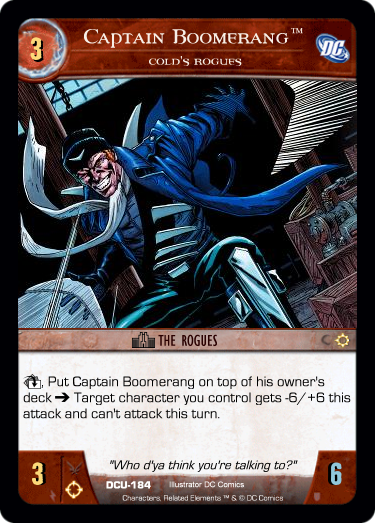 3
CAPTAIN BOOMERANG™
DC
COLD'S ROGUES
THE ROGUES
, Put Captain Boomerang on top of his owner's
deck ➔ Target character you control gets -6/+6 this
attack and can't attack this turn.
"Who d'ya think you're talking to?"
3
6
DCU-184 Illustrator DC Comics
Characters, Related Elements ™ & © DC Comics